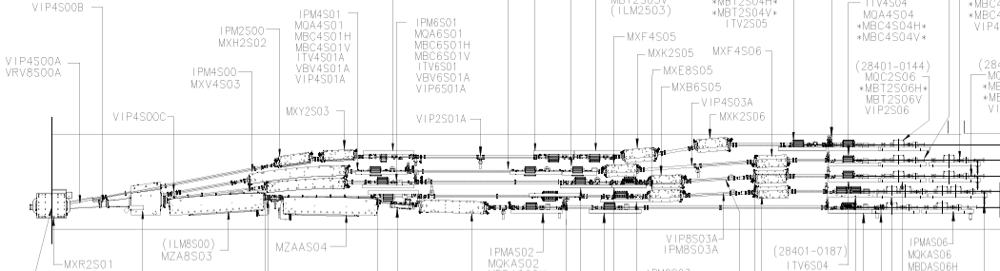 VIP4S00B
VIP4S00A
VRV8S00A
IPM2S00
MXH2S02
IPM4S00
MXV4S03
VIP4S00C
MXY2S03
IPM4S01
MQA4S01
MBC4S01H
MBC4S01V
ITV4S01A
VBV4S01A
VIP4S01A
IPM6S01
MQA6S01
MBC6S01H
MBC6S01V
ITV6S01
VBV6S01A
VIP6S01A
VIP2S01A
(ILM2S03)
MXF4S05
MXK2S05
MXE8S05
MXB6S05
*MBT2S04V*
ITV2S05
MXF4S06
VIP4S03A
MXK2S06
ITV4S04
MQA4S04
*MBC4S04H*
*MBC4S04V*
(28401-0144)
MQC2S06
*MBT2S06H*
MBT2S06V
VIP2S06
MXR2S01
(ILM8S00)
MZA8S03
MZAAS04
IPMAS02
MQKAS02
VIP8S03A
IPM8S03A
(28401-0187)
ITV6S04
IPMAS06
MQKAS06
MBDAS06H